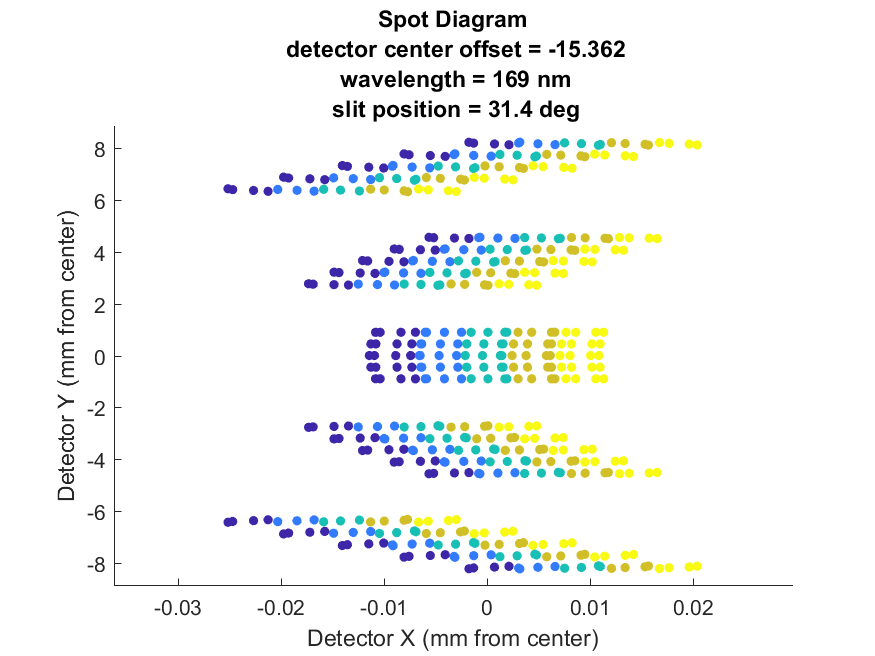 Spot Diagram
detector center offset = -15.362
wavelength = 169 nm
slit position = 31.4 deg
8
6
4
2
0
-2
-4
-6
-8
Detector Y (mm from center)
-0.03 -0.02 -0.01 0 0.01 0.02
Detector X (mm from center)